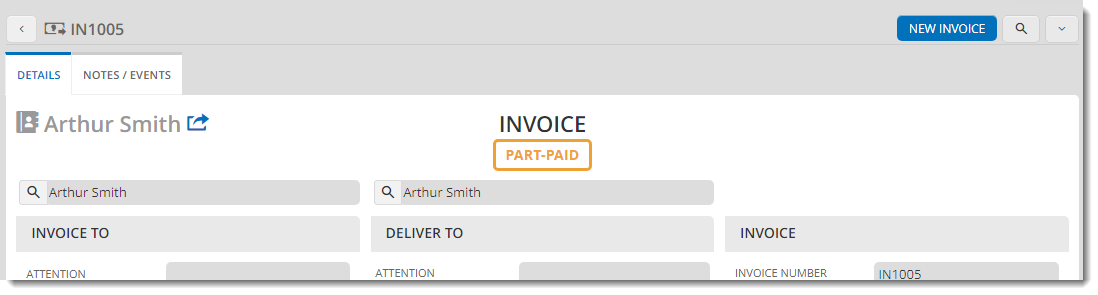 IN1005
NEW INVOICE
DETAILS
NOTES / EVENTS
Arthur Smith
INVOICE
PART-PAID
Arthur Smith
Arthur Smith
INVOICE TO
DELIVER TO
INVOICE
ATTENTION
ATTENTION
INVOICE NUMBER
IN1005